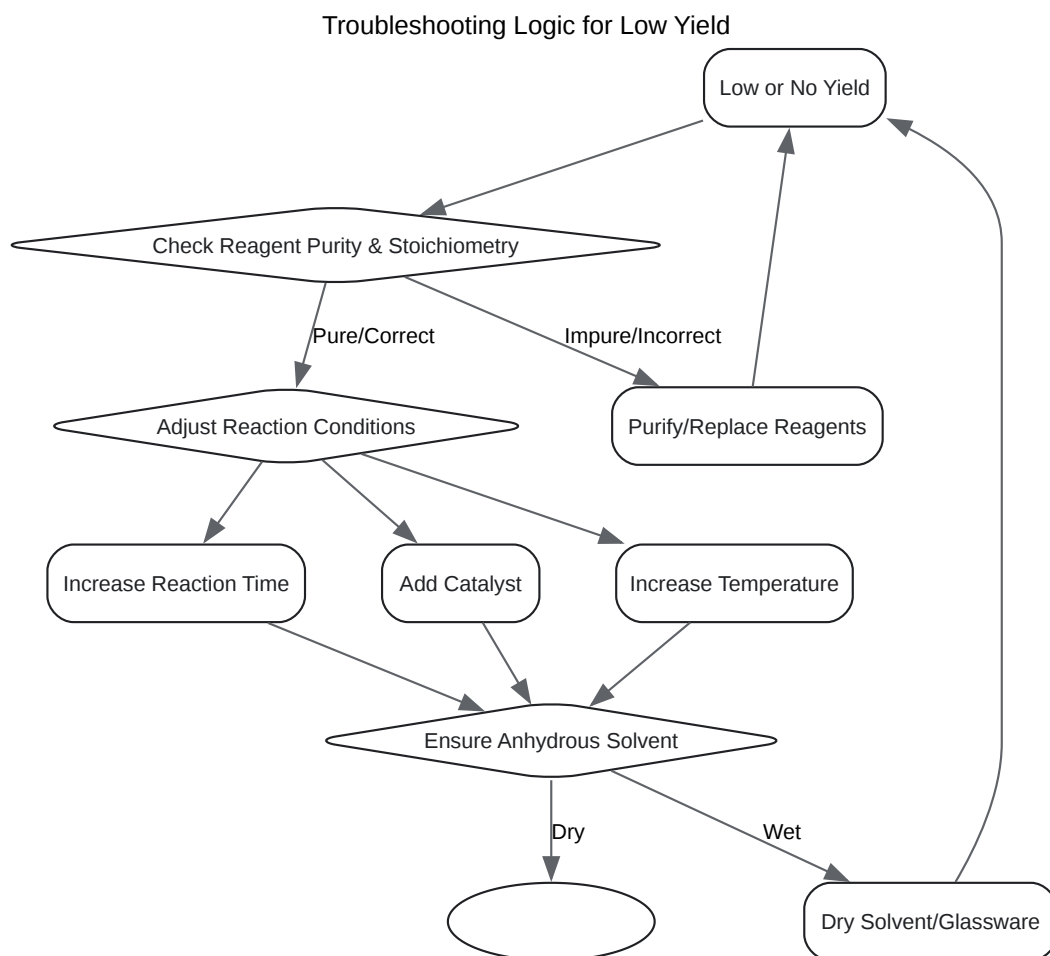 Troubleshooting Logic for Low Yield
Low or No Yield
Check Reagent Purity & Stoichiometry
Pure/Correct
Impure/Incorrect
Adjust Reaction Conditions
Purify/Replace Reagents
Increase Reaction Time
Add Catalyst
Increase Temperature
Ensure Anhydrous Solvent
Dry
Wet
Dry Solvent/Glassware